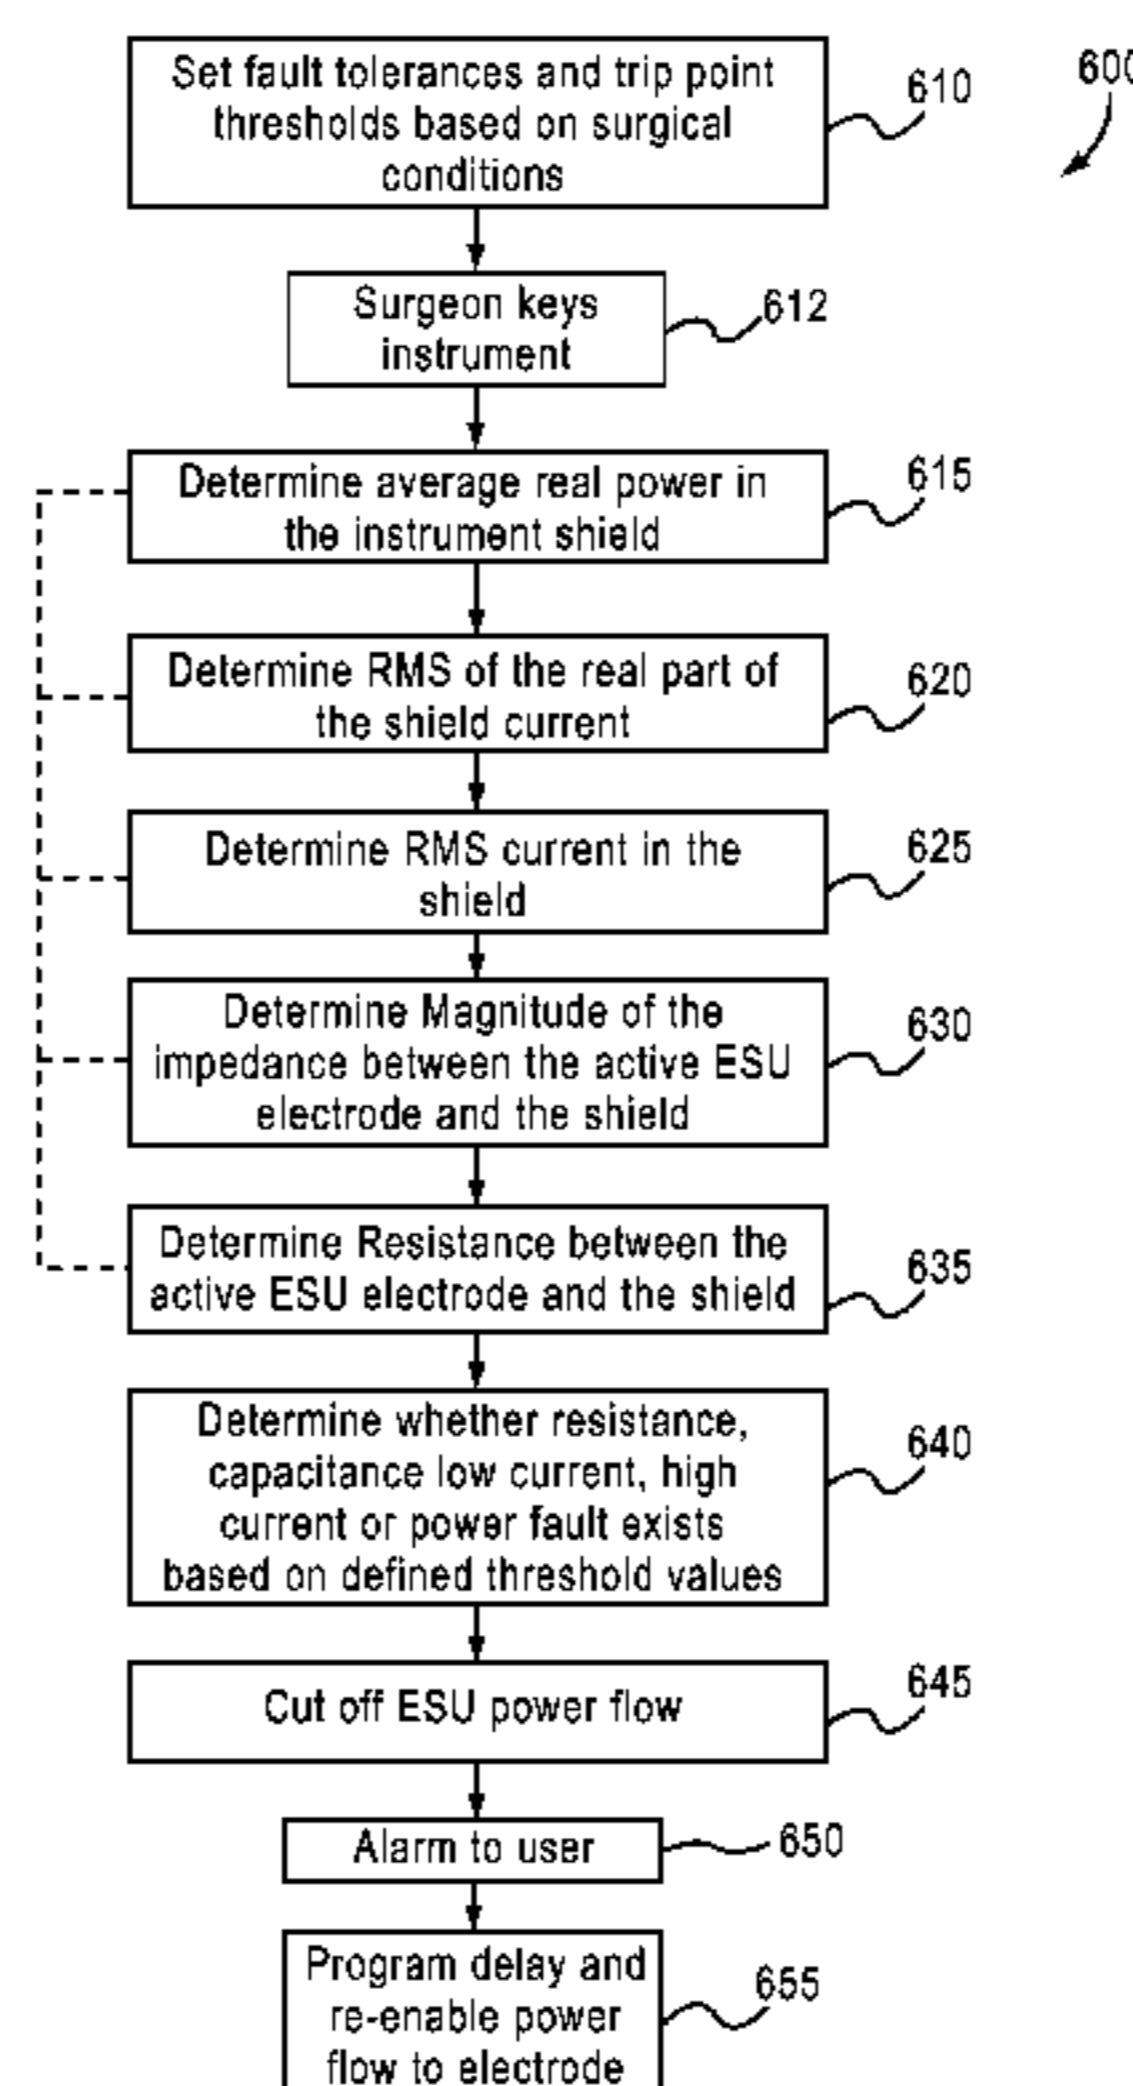 Set fault tolerances and trip point
thresholds based on surgical
conditions
610
600
Surgeon keys
instrument
612
Determine average real power in
the instrument shield
615
Determine RMS of the real part of
the shield current
620
Determine RMS current in the
shield
625
Determine Magnitude of the
impedance between the active ESU
electrode and the shield
630
Determine Resistance between the
active ESU electrode and the shield
635
Determine whether resistance,
capacitance low current, high
current or power fault exists
based on defined threshold values
640
Cut off ESU power flow
645
Alarm to user
650
Program delay and
re-enable power
flow to electrode
655